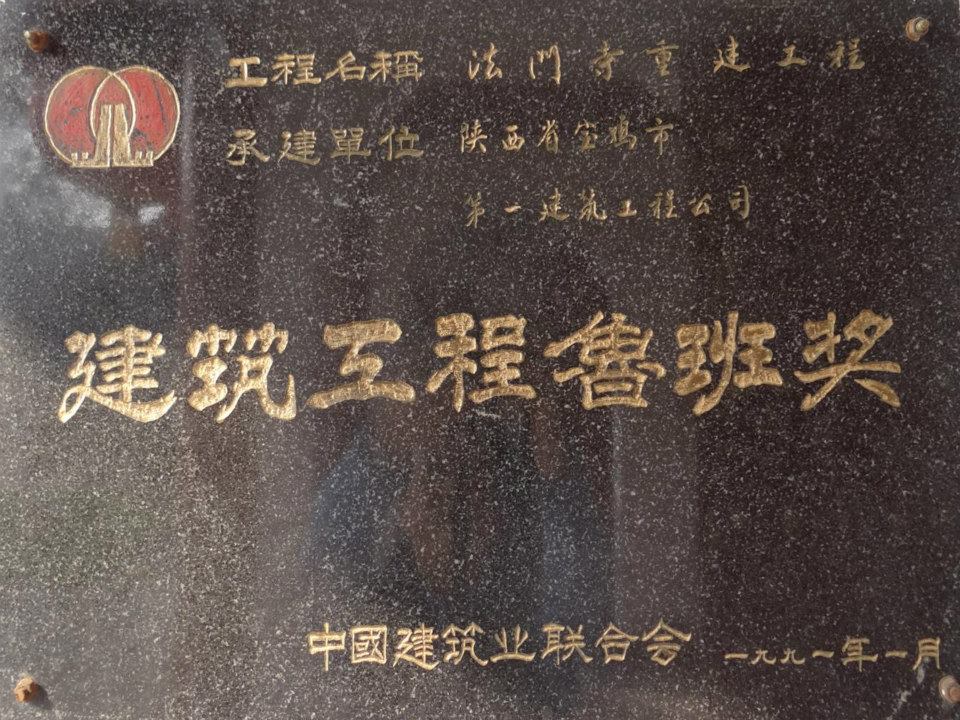 工程名稱 法門寺重建工程
承建單位 陕西省宝鸡市
第一建筑工程公司
建筑工程魯班奖
中國建筑业联合会 一九九一年一月